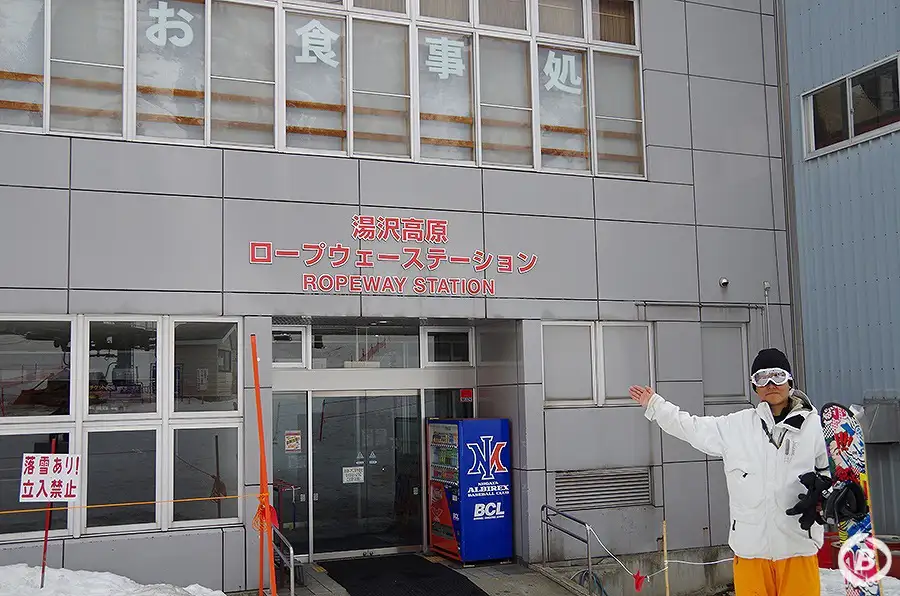 お食事処
湯沢高原
ロープウェーステーション
ROPEWAY STATION
落雪あり!
立入禁止
NIIGATA
ALBIREX
BASEBALL CLUB
BCL
B